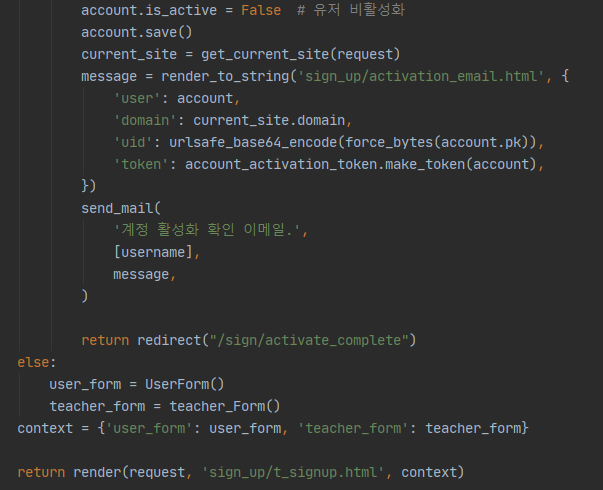 account.is_active = False  # 유저 비활성화
account.save()
current_site = get_current_site(request)
message = render_to_string('sign_up/activation_email.html', {
    'user': account,
    'domain': current_site.domain,
    'uid': urlsafe_base64_encode(force_bytes(account.pk)),
    'token': account_activation_token.make_token(account),
})
send_mail(
    '계정 활성화 확인 이메일.',
    [username],
    message,
)
return redirect("/sign/activate_complete")
else:
    user_form = UserForm()
    teacher_form = teacher_Form()
context = {'user_form': user_form, 'teacher_form': teacher_form}
return render(request, 'sign_up/t_signup.html', context)